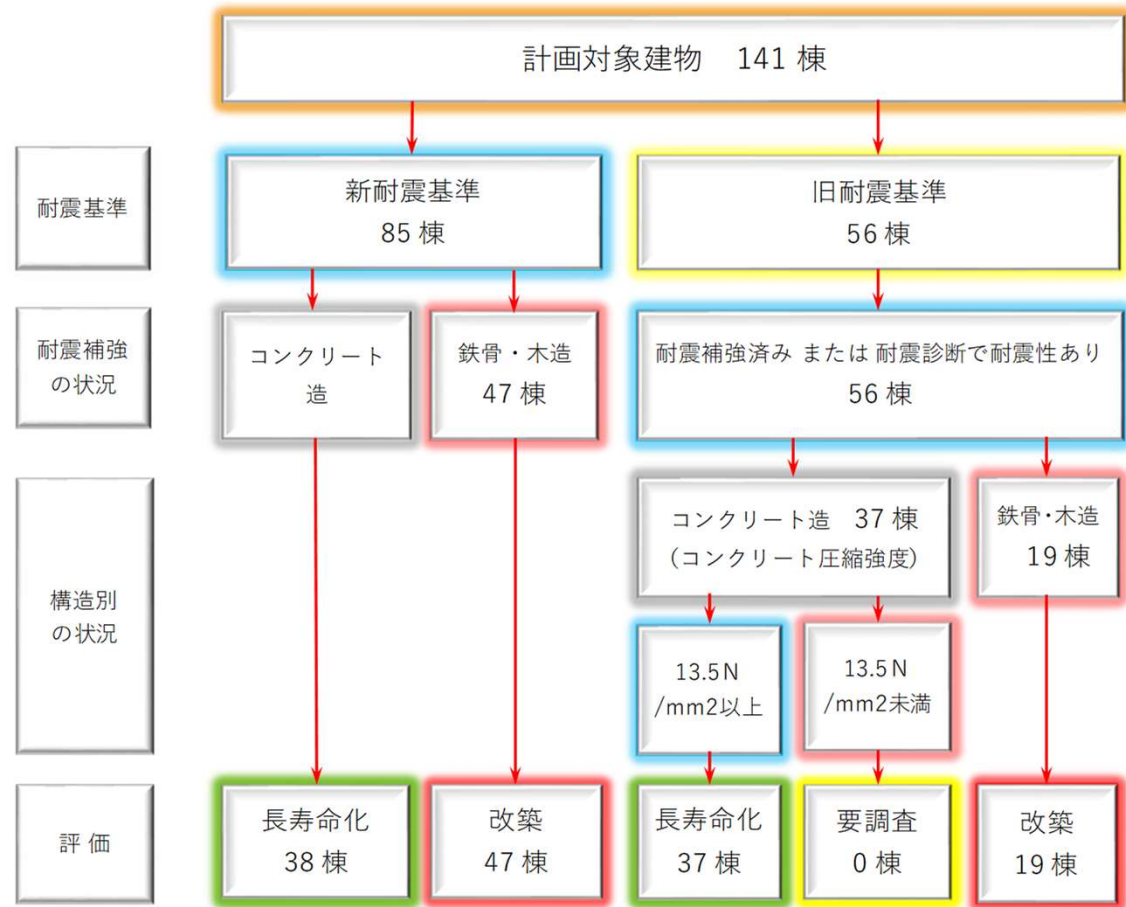 計画対象建物 141 棟
耐震基準
新耐震基準
85 棟
旧耐震基準
56 棟
耐震補強
の状況
コンクリート
造
鉄骨・木造
47 棟
耐震補強済み または 耐震診断で耐震性あり
56 棟
構造別
の状況
コンクリート造 37 棟
(コンクリート圧縮強度)
鉄骨・木造
19 棟
13.5N
/mm2以上
13.5N
/mm2未満
評 価
長寿命化
38 棟
改築
47 棟
長寿命化
37 棟
要調査
0 棟
改築
19 棟